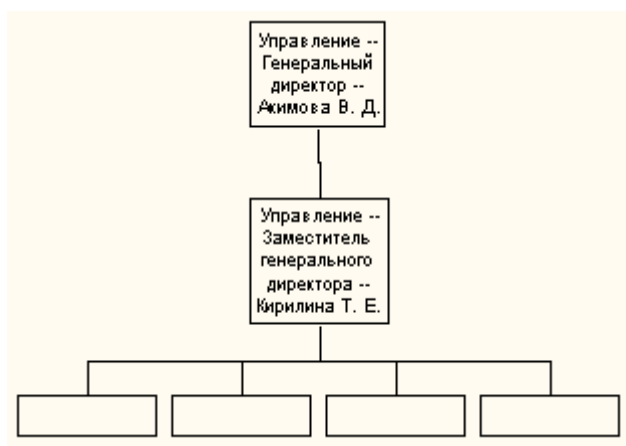 Управление --
Генеральный
директор --
Акимова В. Д.
Управление --
Заместитель
генерального
директора --
Кирилина Т. Е.